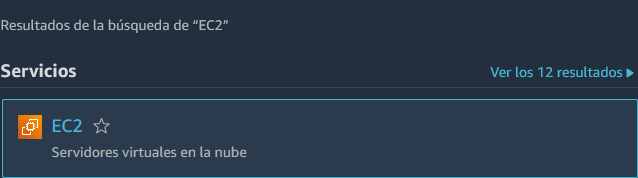 Resultados de la búsqueda de “EC2”
Servicios
Ver los 12 resultados
EC2
Servidores virtuales en la nube